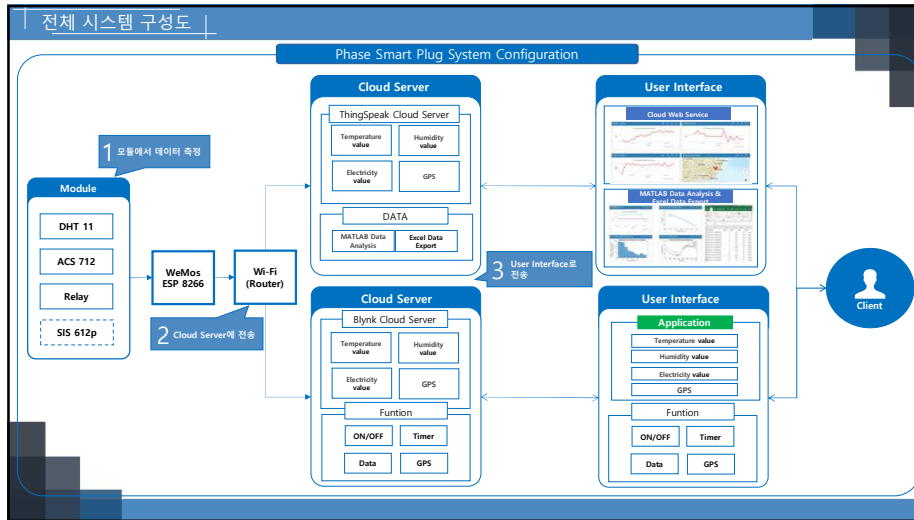 전체 시스템 구성도
Phase Smart Plug System Configuration
1 모듈에서 데이터 측정
Module
DHT 11
ACS 712
Relay
SIS 612p
WeMos
ESP 8266
Wi-Fi
(Router)
2 Cloud Server에 전송
Cloud Server
ThingSpeak Cloud Server
Temperature
value
Humidity
value
Electricity
value
GPS
DATA
MATLAB Data
Analysis
Excel Data
Export
3 User Interface로
전송
Cloud Server
Blynk Cloud Server
Temperature
value
Humidity
value
Electricity
value
GPS
Funtion
ON/OFF
Timer
Data
GPS
User Interface
Cloud Web Service
MATLAB Data Analysis &
Excel Data Export
User Interface
Application
Temperature value
Humidity value
Electricity value
GPS
Funtion
ON/OFF
Timer
Data
GPS
Client